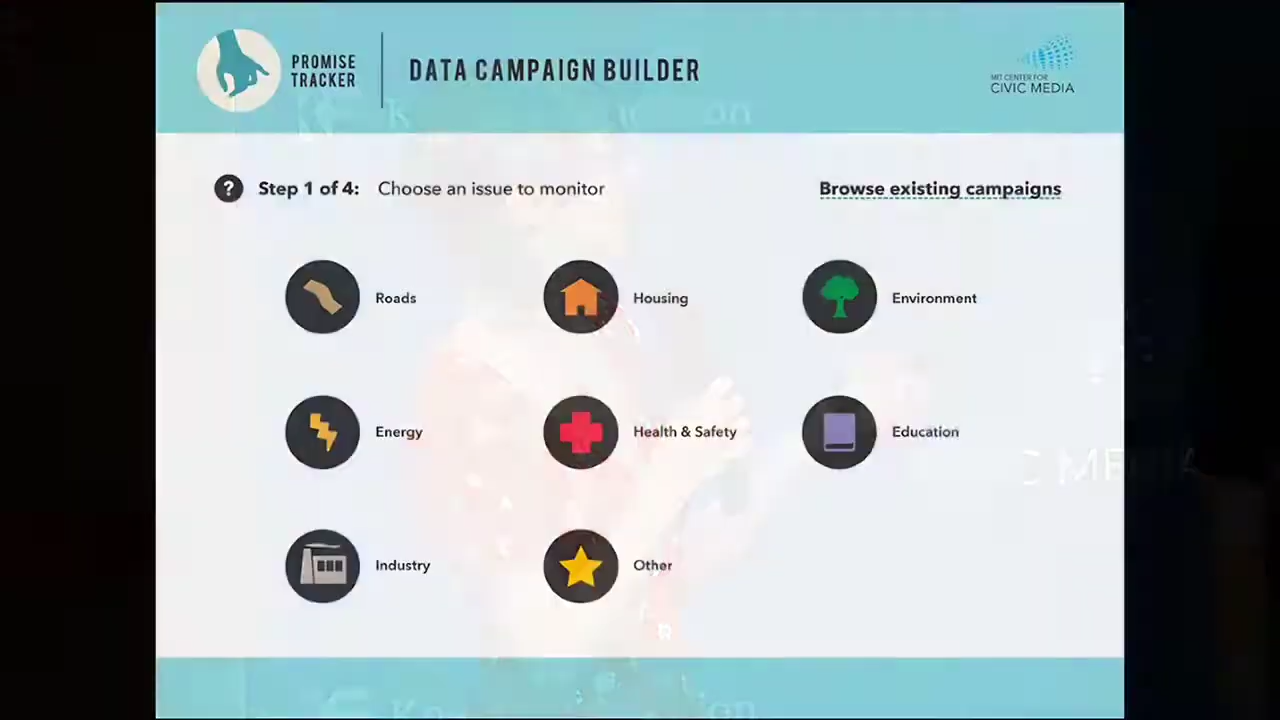 PROMISE
TRACKER
DATA CAMPAIGN BUILDER
MIT CENTER FOR
CIVIC MEDIA
? Step 1 of 4: Choose an issue to monitor
Browse existing campaigns
Roads
Housing
Environment
Energy
Health & Safety
Education
Industry
Other